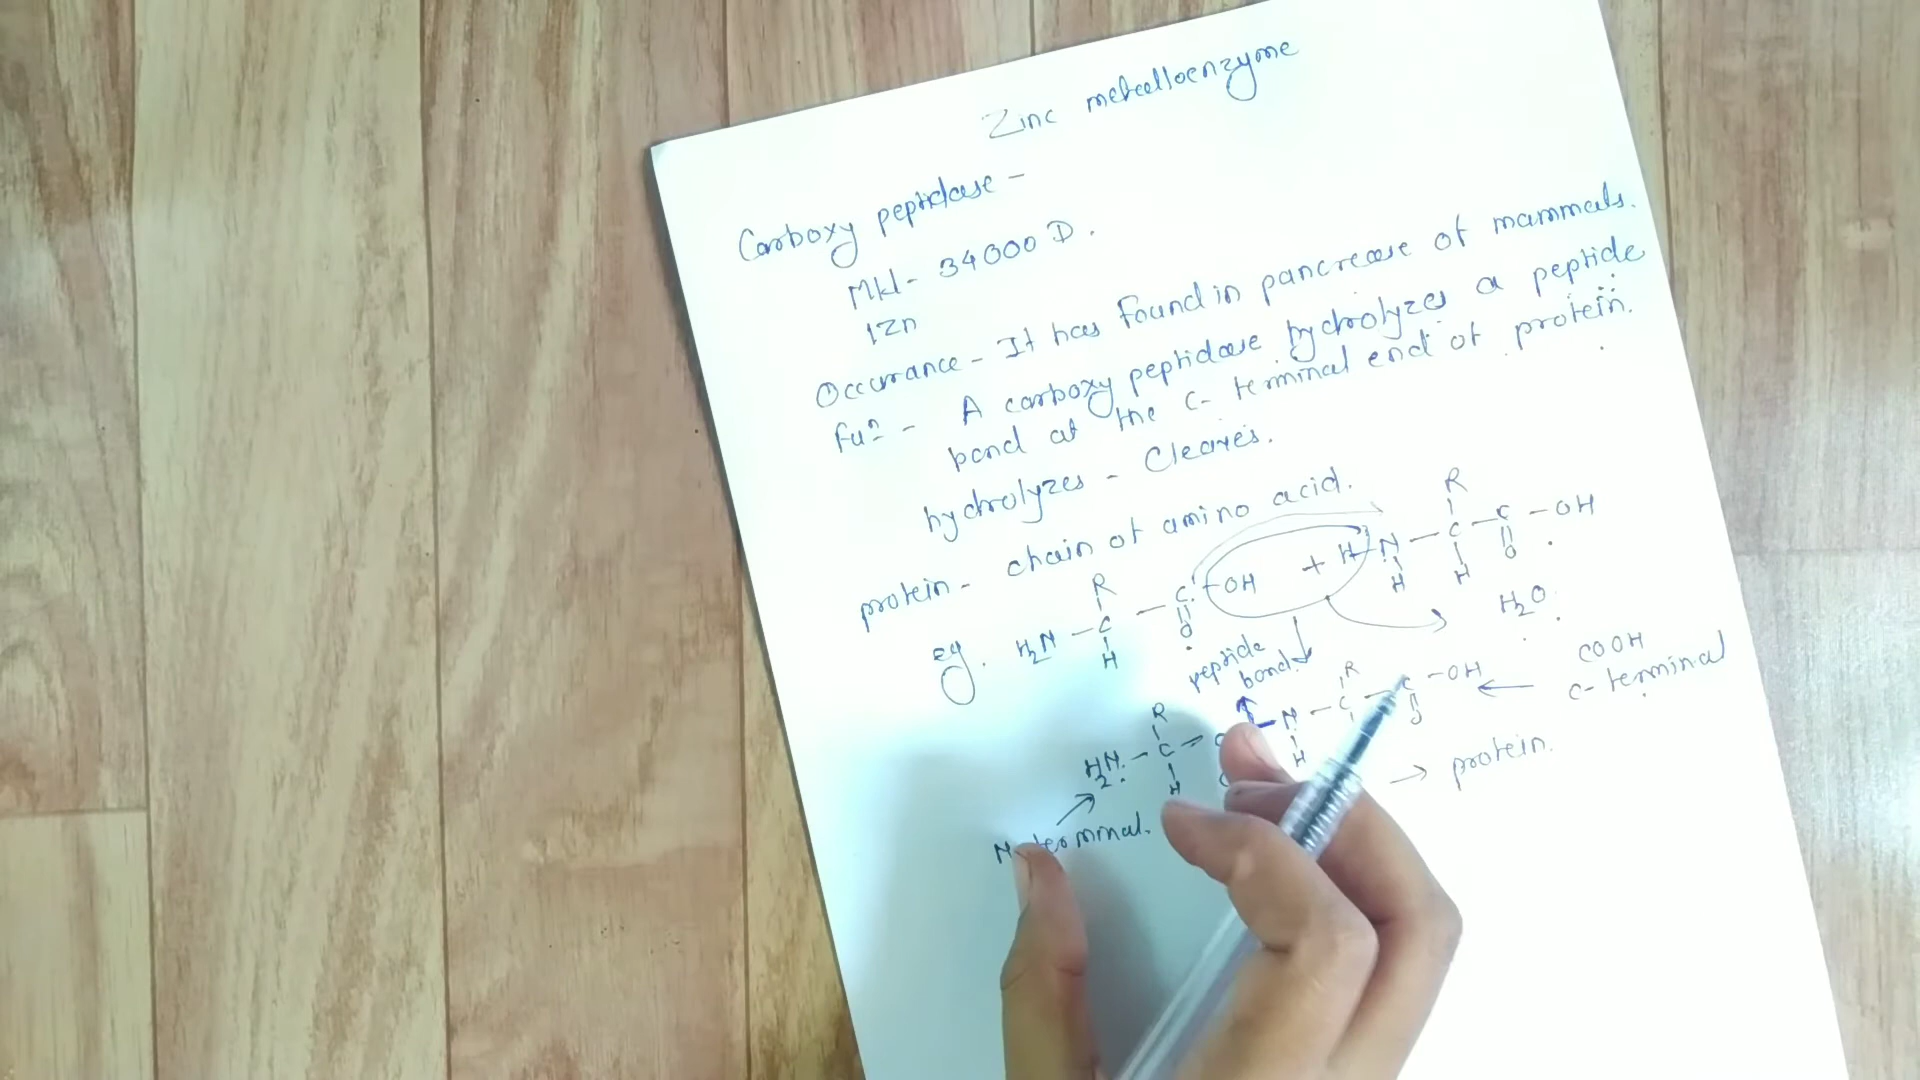 Zinc metalloenzyme
Carboxy peptidase -
Mkl - 34000 D.
1Zn
Occurance - It has found in pancrease of mammals.
fun - A carboxy peptidase hydrolyzes a peptide
bond at the C- terminal end of protein.
hydrolyzes - Cleaves.
protein - chain of amino acid.
R R
eg. H2N - C - C - OH + H - N - C - C - OH
H O H H O
H2O
peptide
bond
COOH
C- terminal
R R
H2N - C - C - N - C - C - OH
H H O
→ protein.
N terminal.